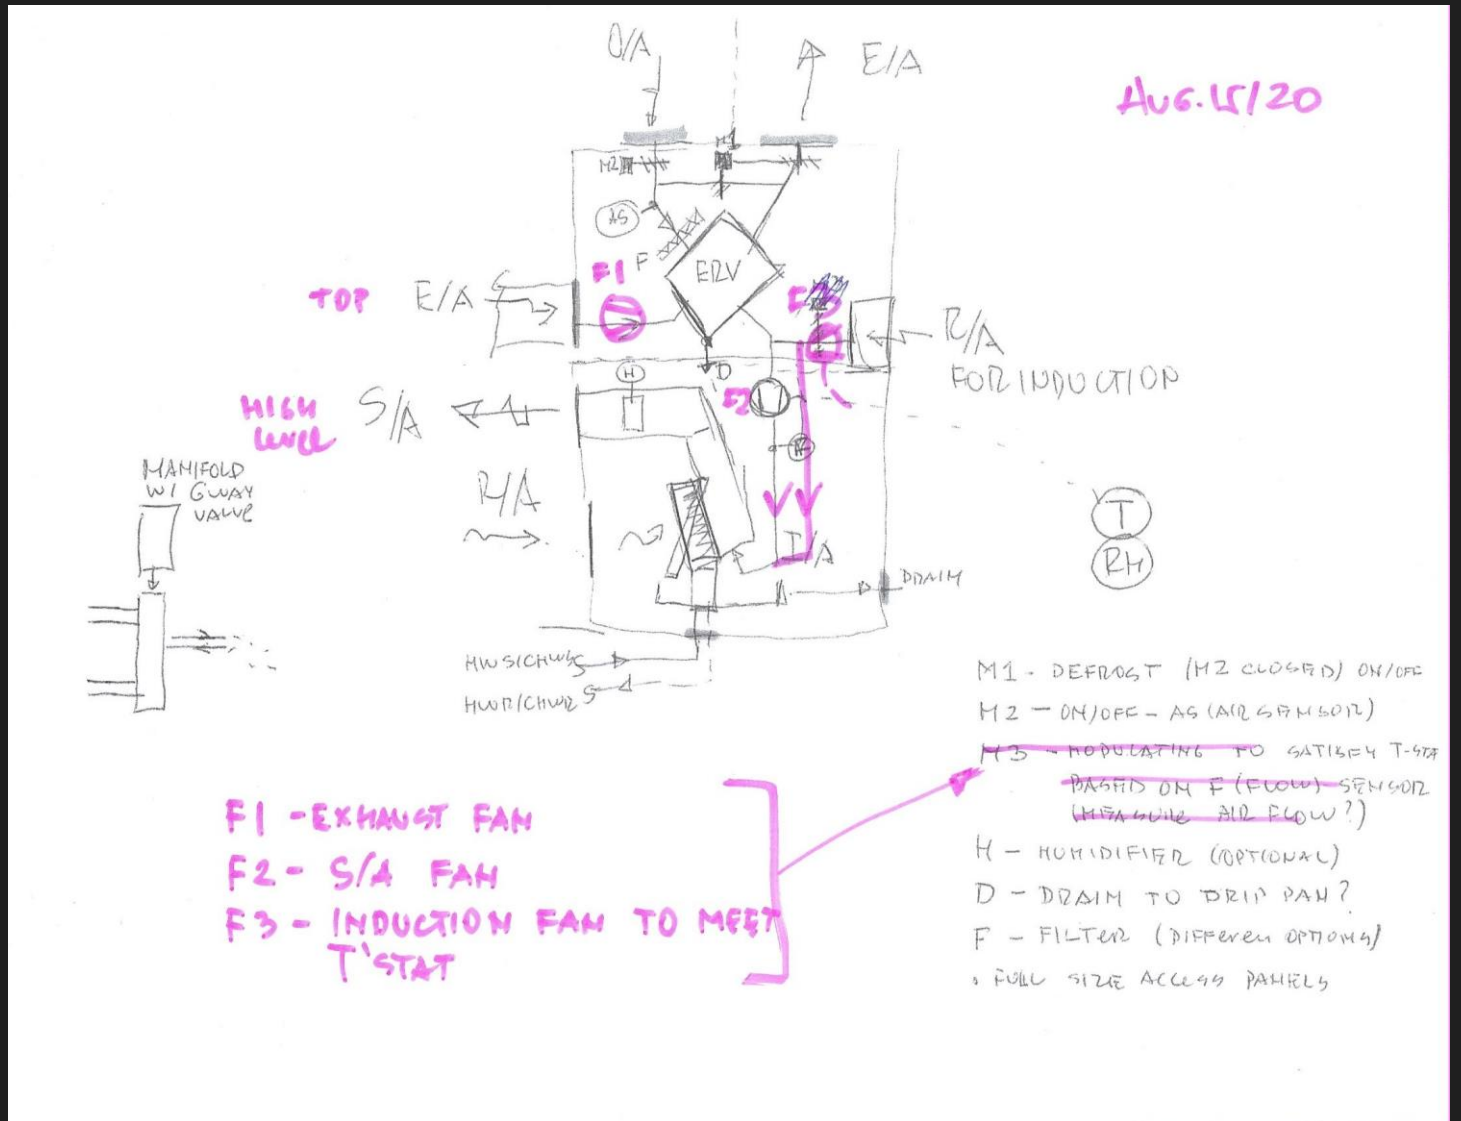 O/A
E/A
AUG. 15/20
M2
M1
AS
F
ERV
F1
TOP
E/A
R/A
FOR INDUCTION
D
H
F2
HIGH
LEVEL
S/A
MANIFOLD
W/ 6WAY
VALVE
R/A
I/A
T
RH
DRAIN
HWS/CHWS
HWR/CHWR
M1 - DEFROST (M2 CLOSED) ON/OFF
M2 - ON/OFF - AS (AIR SENSOR)
M3 - MODULATING TO SATISFY T-STA
BASED ON F (FLOW) SENSOR
(MEASURE AIR FLOW?)
H - HUMIDIFIER (OPTIONAL)
D - DRAIN TO DRIP PAN?
F - FILTER (DIFFEREN OPTIONS)
. FULL SIZE ACCESS PANELS
F1 - EXHAUST FAN
F2 - S/A FAN
F3 - INDUCTION FAN TO MEET
T'STAT